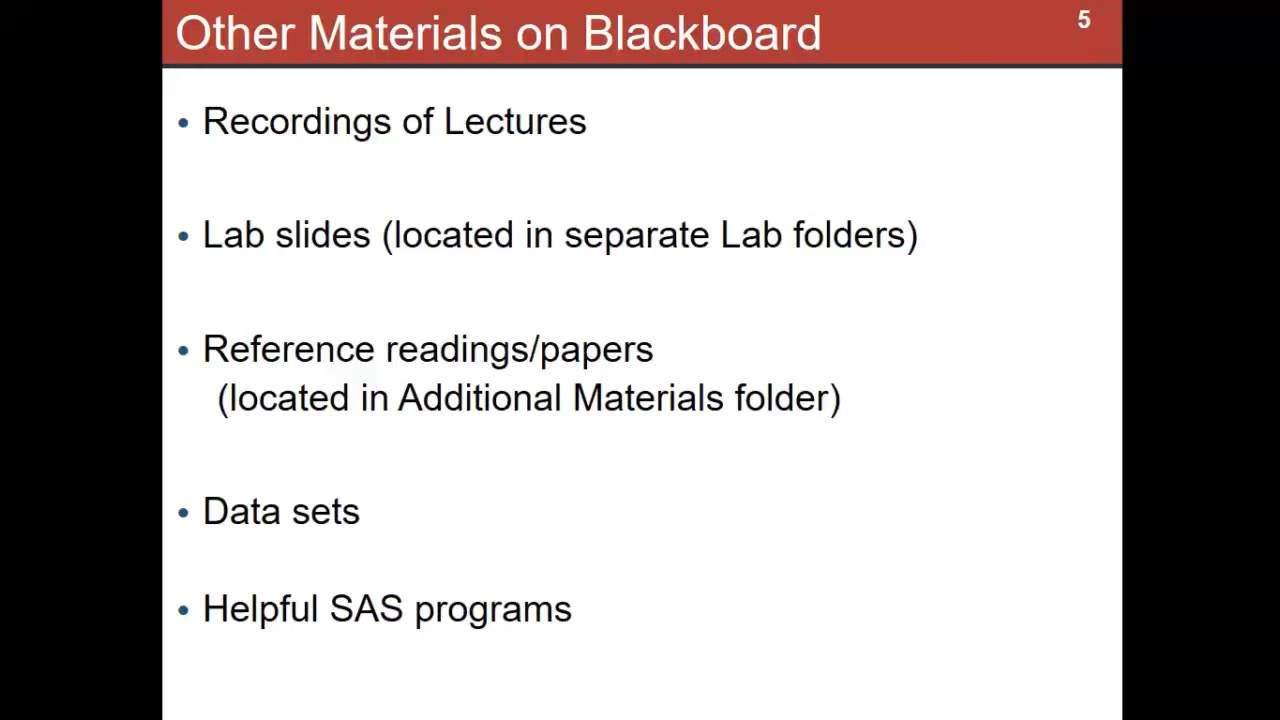 Other Materials on Blackboard
5
• Recordings of Lectures
• Lab slides (located in separate Lab folders)
• Reference readings/papers
(located in Additional Materials folder)
• Data sets
• Helpful SAS programs